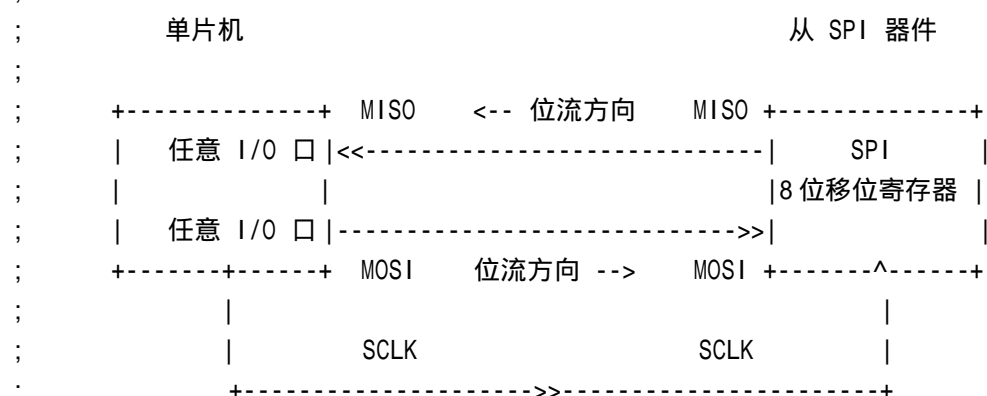 ;
; 单片机 从 SPI 器件
;
; +--------------+ MISO <-- 位流方向 MISO +--------------+
; | 任意 I/O 口 |<<-----------------------------| SPI |
; | | |8 位移位寄存器 |
; | 任意 I/O 口 |----------------------------->>| |
; +-------+------+ MOSI 位流方向 --> MOSI +-------^------+
; | |
; | SCLK SCLK |
; +--------------------->>-----------------------+